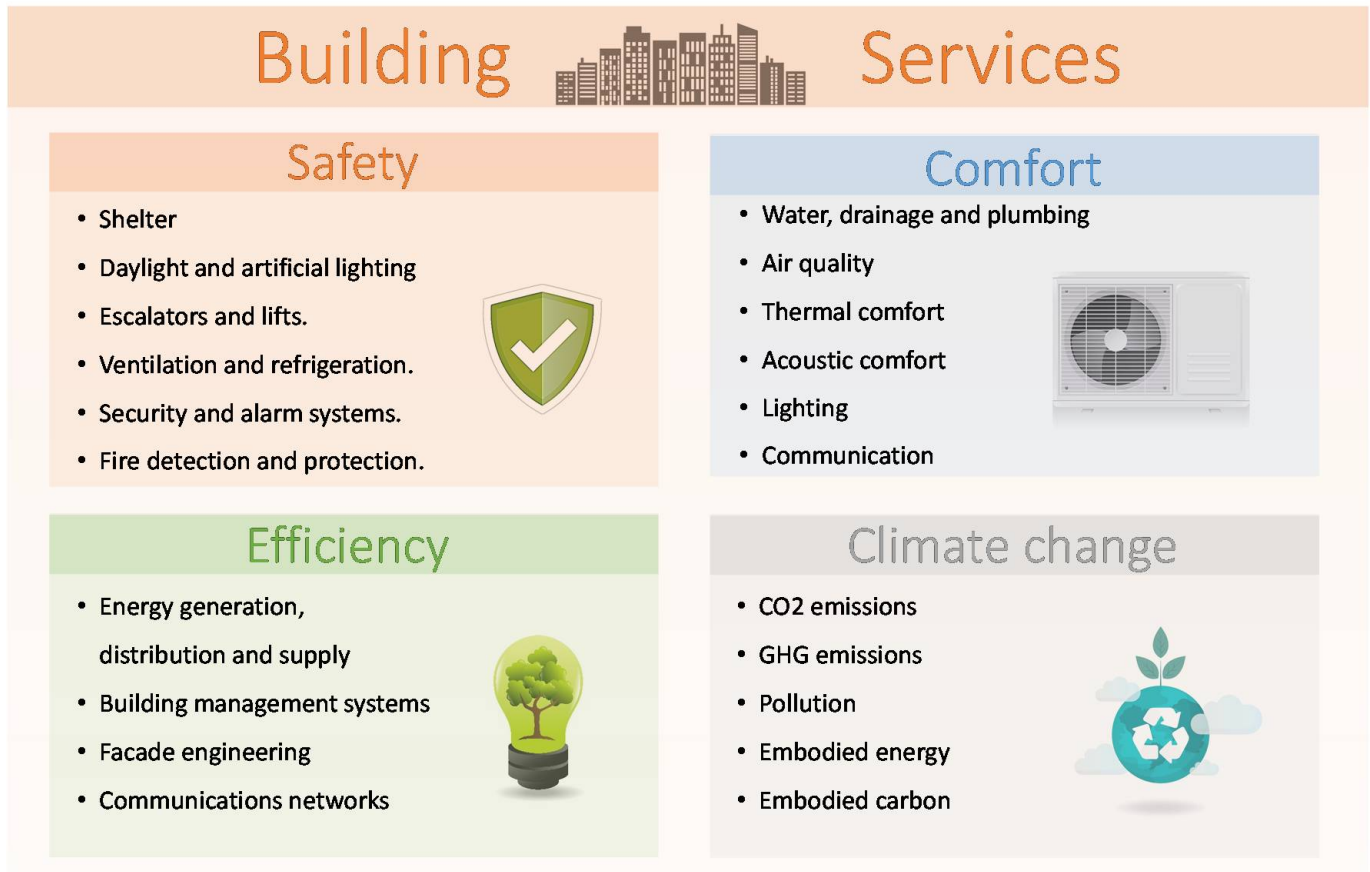 Building Services
Safety
• Shelter
• Daylight and artificial lighting
• Escalators and lifts.
• Ventilation and refrigeration.
• Security and alarm systems.
• Fire detection and protection.
Comfort
• Water, drainage and plumbing
• Air quality
• Thermal comfort
• Acoustic comfort
• Lighting
• Communication
Efficiency
• Energy generation,
distribution and supply
• Building management systems
• Facade engineering
• Communications networks
Climate change
• CO2 emissions
• GHG emissions
• Pollution
• Embodied energy
• Embodied carbon